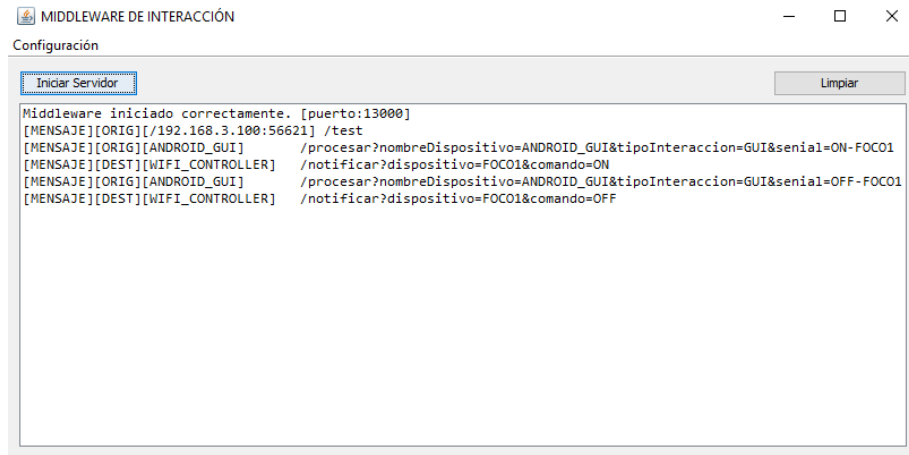 MIDDLEWARE DE INTERACCIÓN
Configuración
Iniciar Servidor
Limpiar
Middleware iniciado correctamente. [puerto:13000]
[MENSAJE][ORIG][/192.168.3.100:56621] /test
[MENSAJE][ORIG][ANDROID_GUI] /procesar?nombreDispositivo=ANDROID_GUI&tipoInteraccion=GUI&senial=ON-FOCO1
[MENSAJE][DEST][WIFI_CONTROLLER] /notificar?dispositivo=FOCO1&comando=ON
[MENSAJE][ORIG][ANDROID_GUI] /procesar?nombreDispositivo=ANDROID_GUI&tipoInteraccion=GUI&senial=OFF-FOCO1
[MENSAJE][DEST][WIFI_CONTROLLER] /notificar?dispositivo=FOCO1&comando=OFF